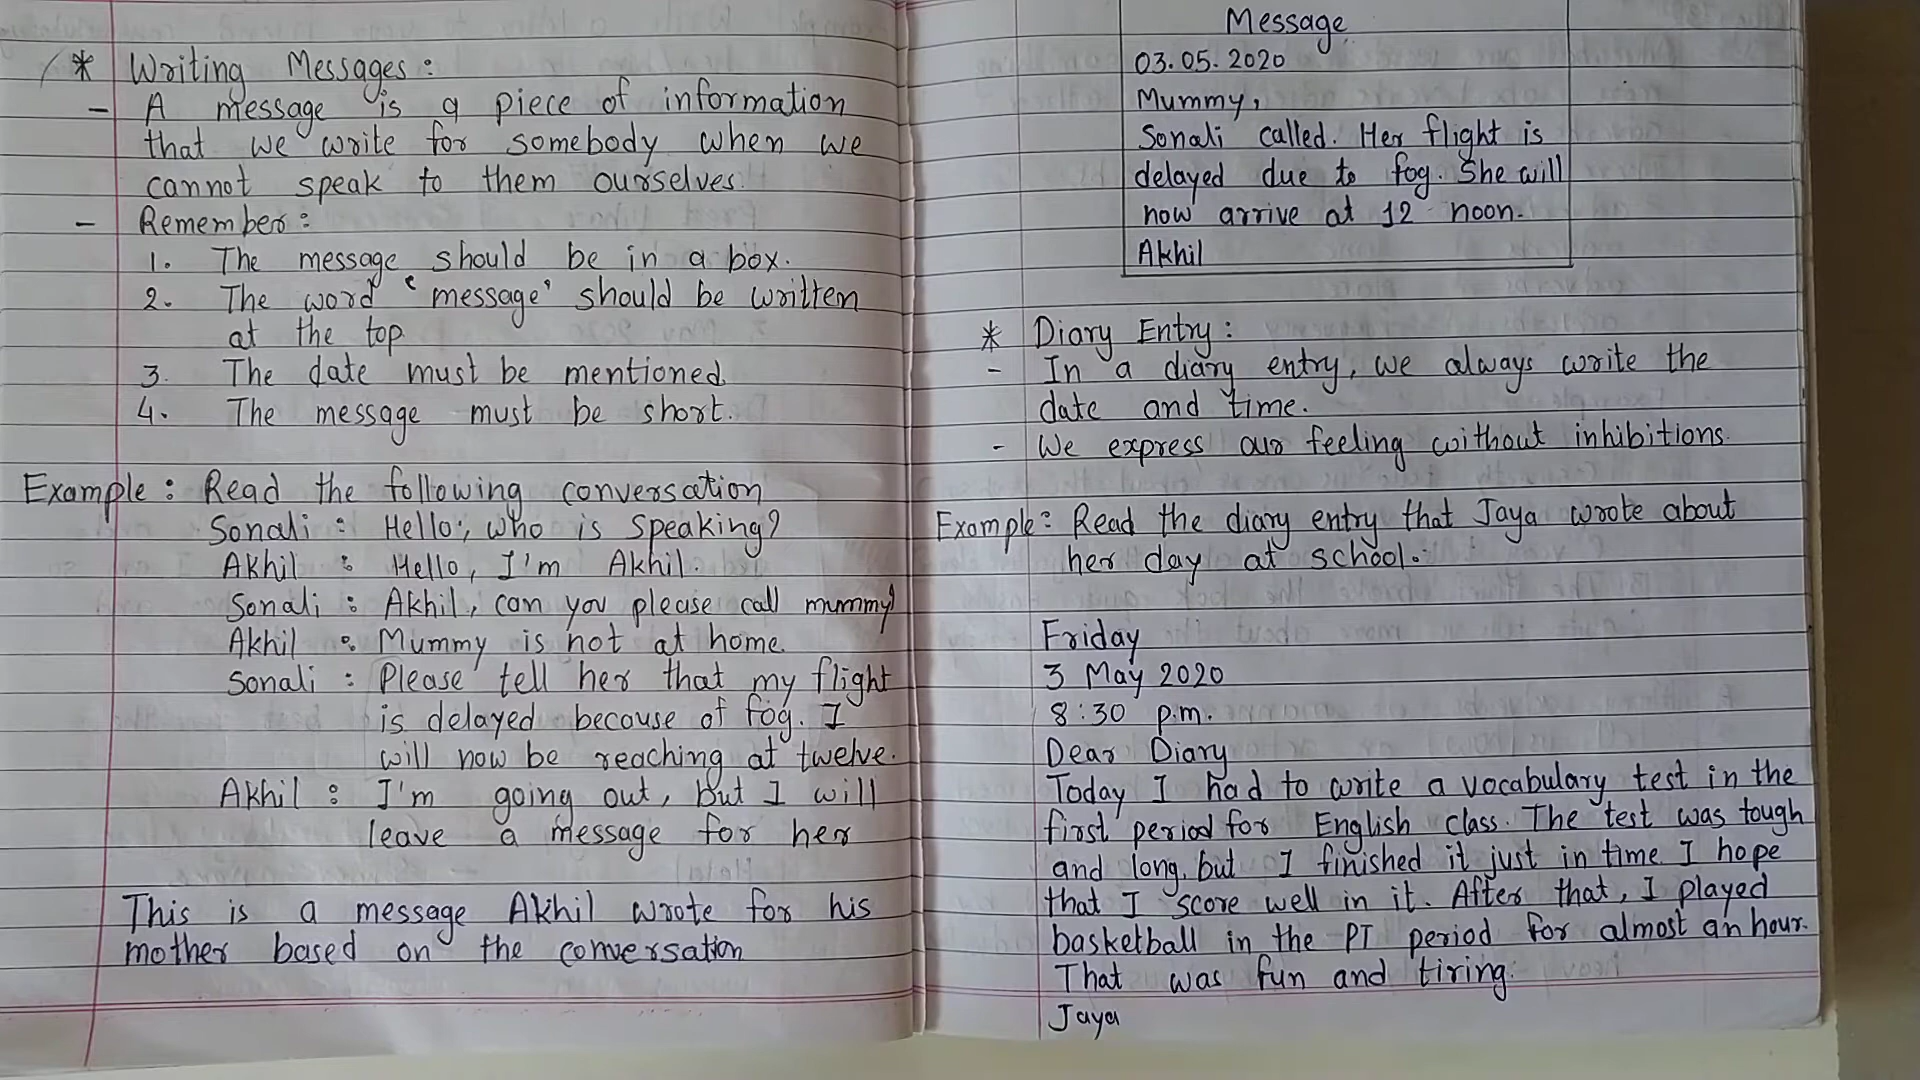 * Writing Messages:
- A message is a piece of information
that we write for somebody when we
cannot speak to them ourselves.
- Remember:
1. The message should be in a box.
2. The word 'message' should be written
at the top.
3. The date must be mentioned.
4. The message must be short.
Example: Read the following conversation
Sonali: Hello, who is speaking?
Akhil: Hello, I'm Akhil.
Sonali: Akhil, can you please call mummy?
Akhil: Mummy is not at home.
Sonali: Please tell her that my flight
is delayed because of fog. I
will now be reaching at twelve.
Akhil: I'm going out, but I will
leave a message for her
This is a message Akhil wrote for his
mother based on the conversation
Message
03.05.2020
Mummy,
Sonali called. Her flight is
delayed due to fog. She will
now arrive at 12 noon.
Akhil
* Diary Entry:
- In a diary entry, we always write the
date and time.
- We express our feeling without inhibitions.
Example: Read the diary entry that Jaya wrote about
her day at school.
Friday
3 May 2020
8:30 p.m.
Dear Diary
Today I had to write a vocabulary test in the
first period for English class. The test was tough
and long, but I finished it just in time. I hope
that I score well in it. After that, I played
basketball in the PT period for almost an hour.
That was fun and tiring.
Jaya